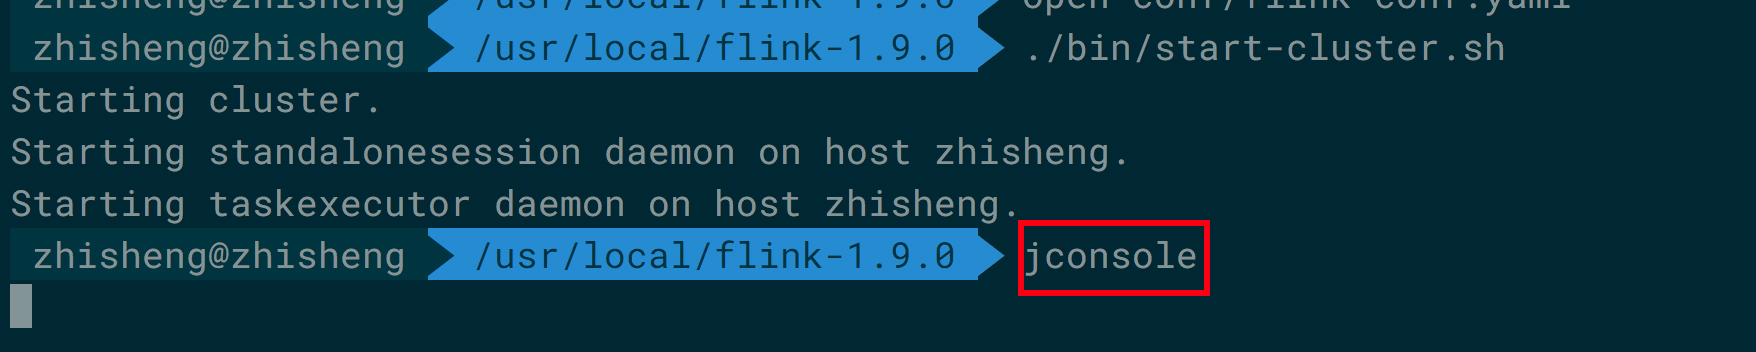 zhisheng@zhisheng /usr/local/flink-1.9.0 open conf/flink-conf.yaml
zhisheng@zhisheng /usr/local/flink-1.9.0 ./bin/start-cluster.sh
Starting cluster.
Starting standalonesession daemon on host zhisheng.
Starting taskexecutor daemon on host zhisheng.
zhisheng@zhisheng /usr/local/flink-1.9.0 jconsole